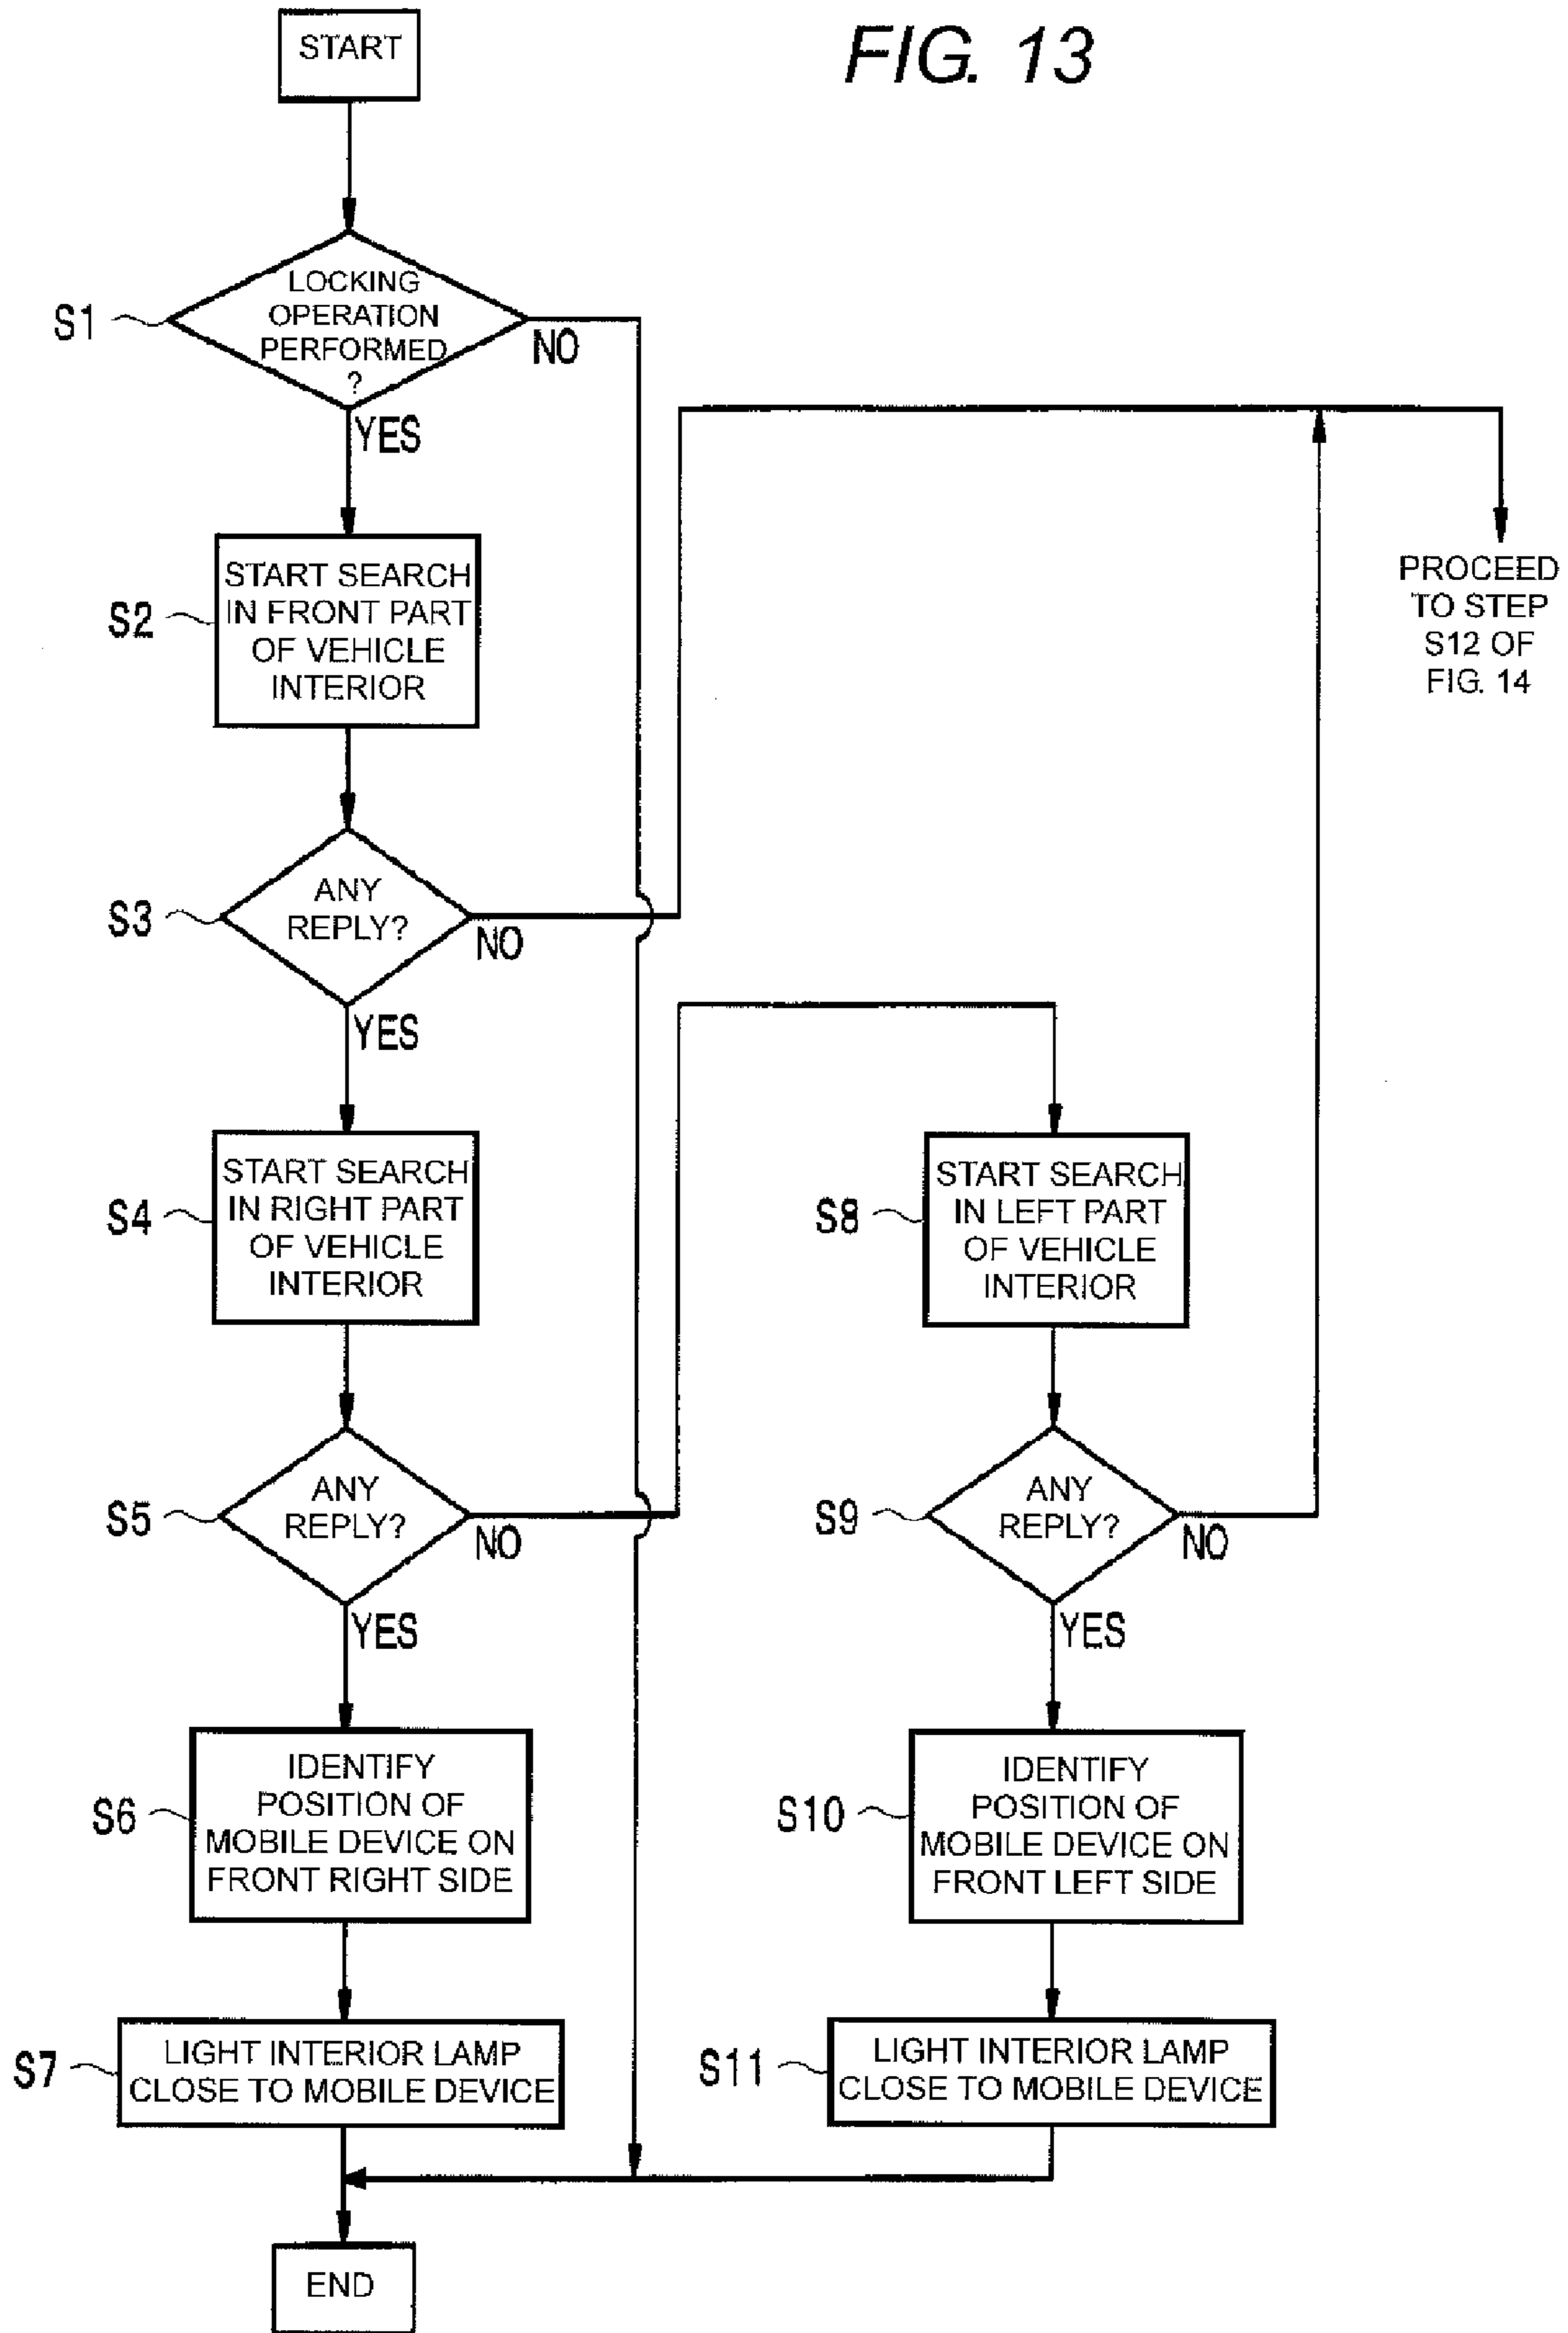 FIG. 13
START
S1
LOCKING
OPERATION
PERFORMED
?
NO
YES
S2
START SEARCH
IN FRONT PART
OF VEHICLE
INTERIOR
PROCEED
TO STEP
S12 OF
FIG. 14
S3
ANY
REPLY?
NO
YES
S4
START SEARCH
IN RIGHT PART
OF VEHICLE
INTERIOR
S8
START SEARCH
IN LEFT PART
OF VEHICLE
INTERIOR
S5
ANY
REPLY?
NO
YES
S9
ANY
REPLY?
NO
YES
S6
IDENTIFY
POSITION OF
MOBILE DEVICE ON
FRONT RIGHT SIDE
S10
IDENTIFY
POSITION OF
MOBILE DEVICE ON
FRONT LEFT SIDE
S7
LIGHT INTERIOR LAMP
CLOSE TO MOBILE DEVICE
S11
LIGHT INTERIOR LAMP
CLOSE TO MOBILE DEVICE
END